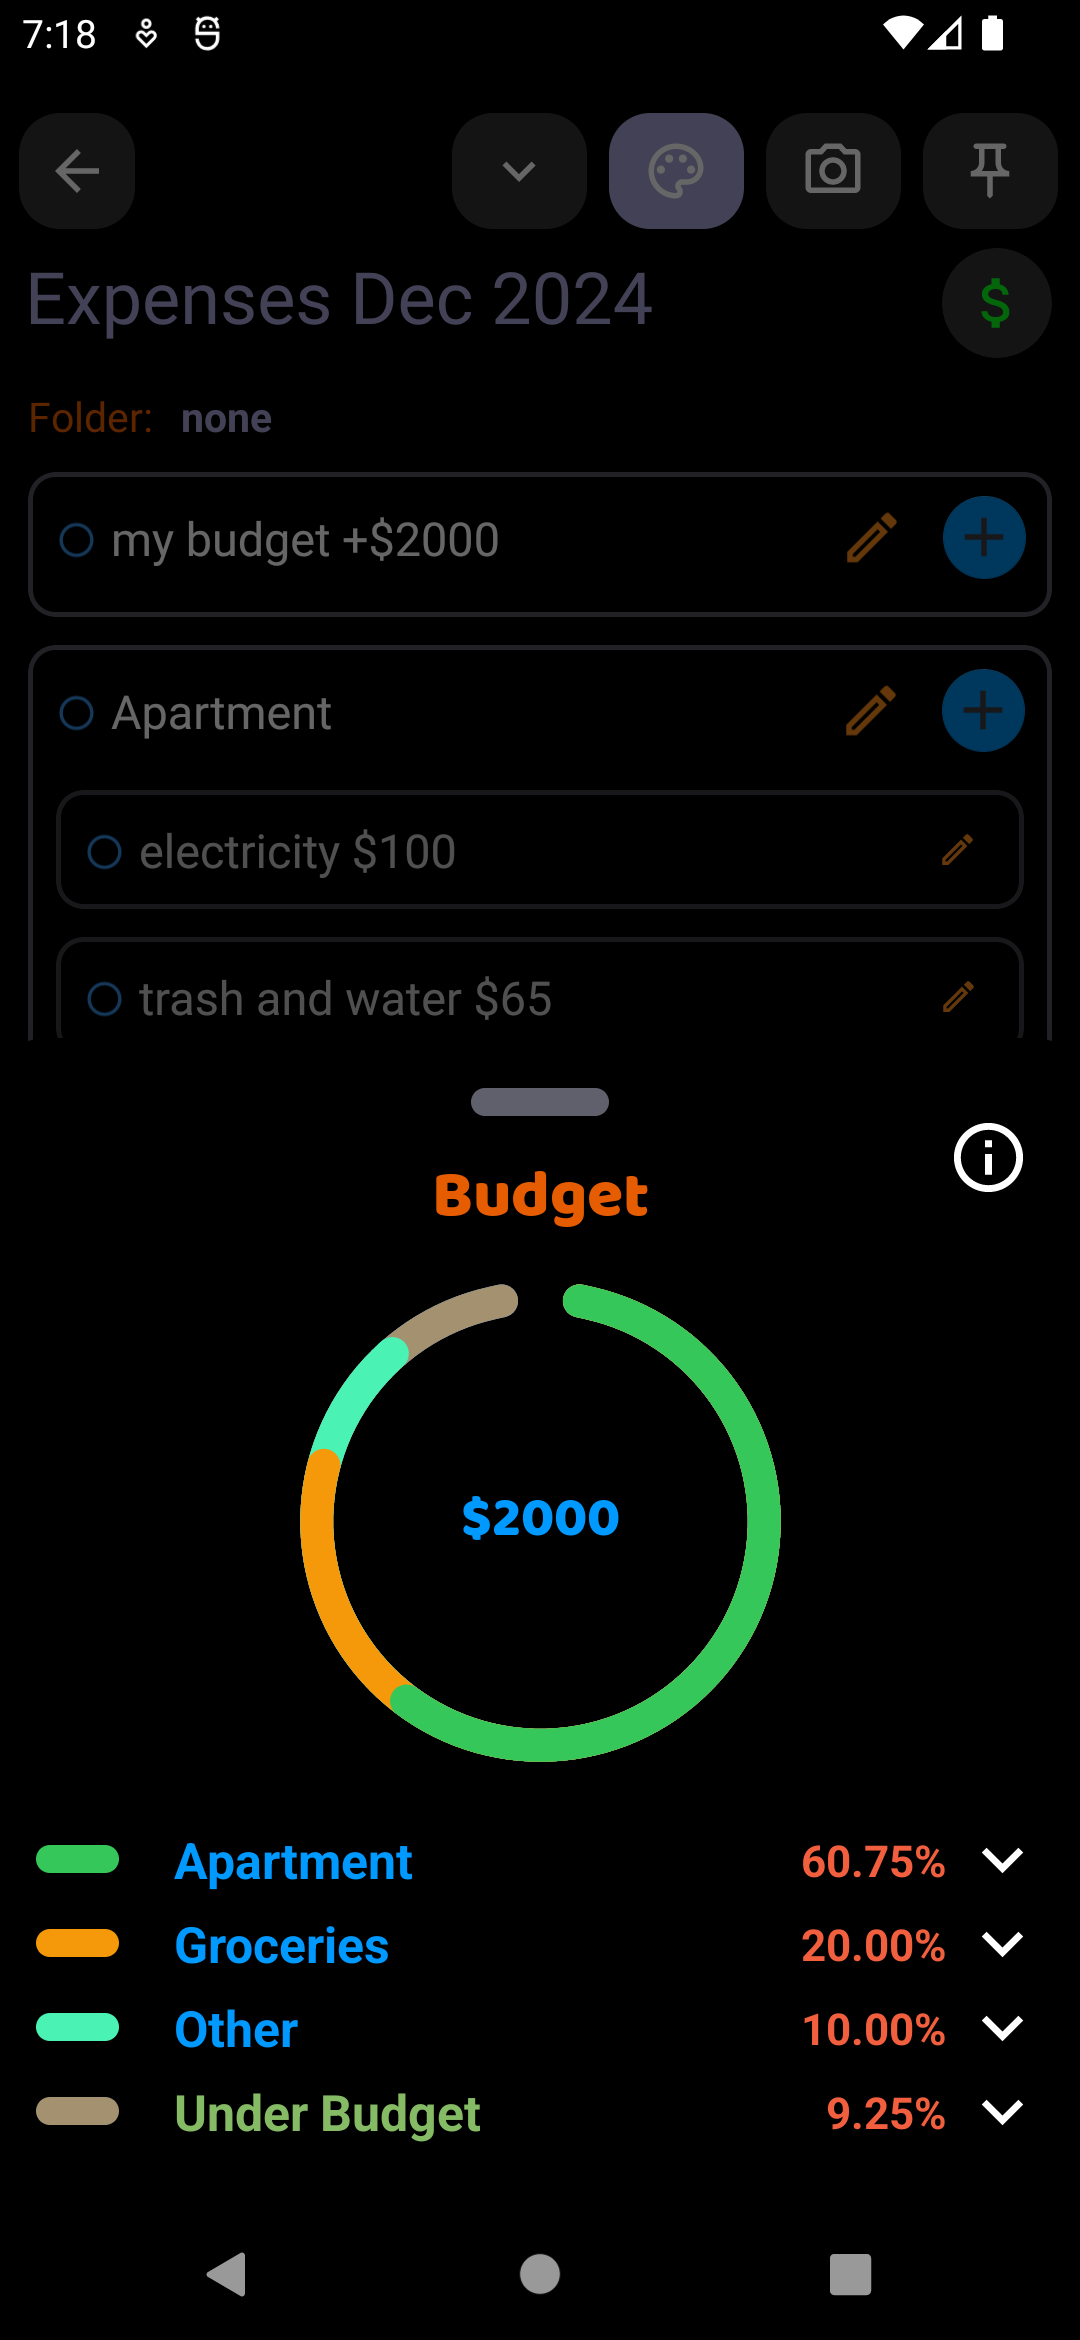 7:18
Expenses Dec 2024
$
Folder: none
my budget +$2000
Apartment
electricity $100
trash and water $65
Budget
$2000
Apartment 60.75%
Groceries 20.00%
Other 10.00%
Under Budget 9.25%